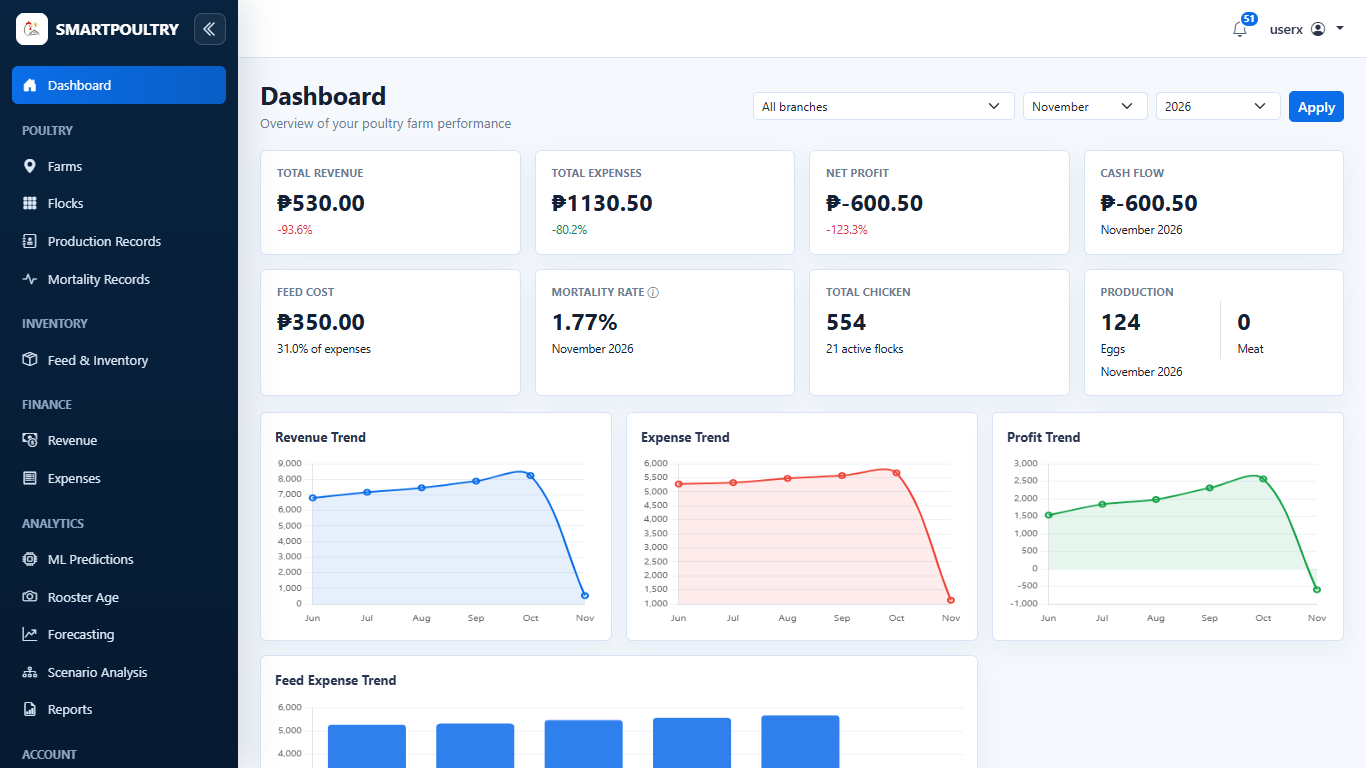 SMARTPOULTRY
51
userx
Dashboard
POULTRY
Farms
Flocks
Production Records
Mortality Records
INVENTORY
Feed & Inventory
FINANCE
Revenue
Expenses
ANALYTICS
ML Predictions
Rooster Age
Forecasting
Scenario Analysis
Reports
ACCOUNT
Dashboard
Overview of your poultry farm performance
All branches
November
2026
Apply
TOTAL REVENUE
₱530.00
-93.6%
TOTAL EXPENSES
₱1130.50
-80.2%
NET PROFIT
₱-600.50
-123.3%
CASH FLOW
₱-600.50
November 2026
FEED COST
₱350.00
31.0% of expenses
MORTALITY RATE ⓘ
1.77%
November 2026
TOTAL CHICKEN
554
21 active flocks
PRODUCTION
124
Eggs
0
Meat
November 2026
Revenue Trend
9,000
8,000
7,000
6,000
5,000
4,000
3,000
2,000
1,000
0
Jun Jul Aug Sep Oct Nov
Expense Trend
6,000
5,500
5,000
4,500
4,000
3,500
3,000
2,500
2,000
1,500
1,000
Jun Jul Aug Sep Oct Nov
Profit Trend
3,000
2,500
2,000
1,500
1,000
500
0
-500
-1,000
Jun Jul Aug Sep Oct Nov
Feed Expense Trend
6,000
5,000
4,000